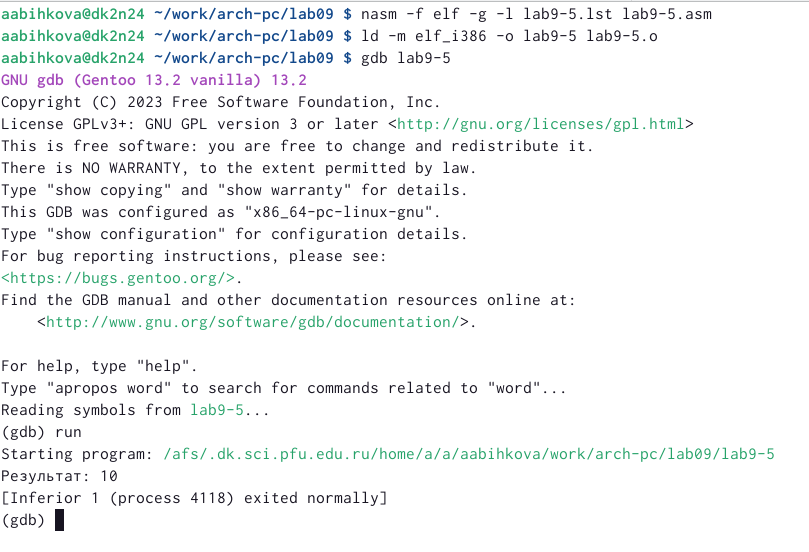 aabihkova@dk2n24 ~/work/arch-pc/lab09 $ nasm -f elf -g -l lab9-5.lst lab9-5.asm
aabihkova@dk2n24 ~/work/arch-pc/lab09 $ ld -m elf_i386 -o lab9-5 lab9-5.o
aabihkova@dk2n24 ~/work/arch-pc/lab09 $ gdb lab9-5
GNU gdb (Gentoo 13.2 vanilla) 13.2
Copyright (C) 2023 Free Software Foundation, Inc.
License GPLv3+: GNU GPL version 3 or later <http://gnu.org/licenses/gpl.html>
This is free software: you are free to change and redistribute it.
There is NO WARRANTY, to the extent permitted by law.
Type "show copying" and "show warranty" for details.
This GDB was configured as "x86_64-pc-linux-gnu".
Type "show configuration" for configuration details.
For bug reporting instructions, please see:
<https://bugs.gentoo.org/>.
Find the GDB manual and other documentation resources online at:
    <http://www.gnu.org/software/gdb/documentation/>.

For help, type "help".
Type "apropos word" to search for commands related to "word"...
Reading symbols from lab9-5...
(gdb) run
Starting program: /afs/.dk.sci.pfu.edu.ru/home/a/a/aabihkova/work/arch-pc/lab09/lab9-5
Результат: 10
[Inferior 1 (process 4118) exited normally]
(gdb)